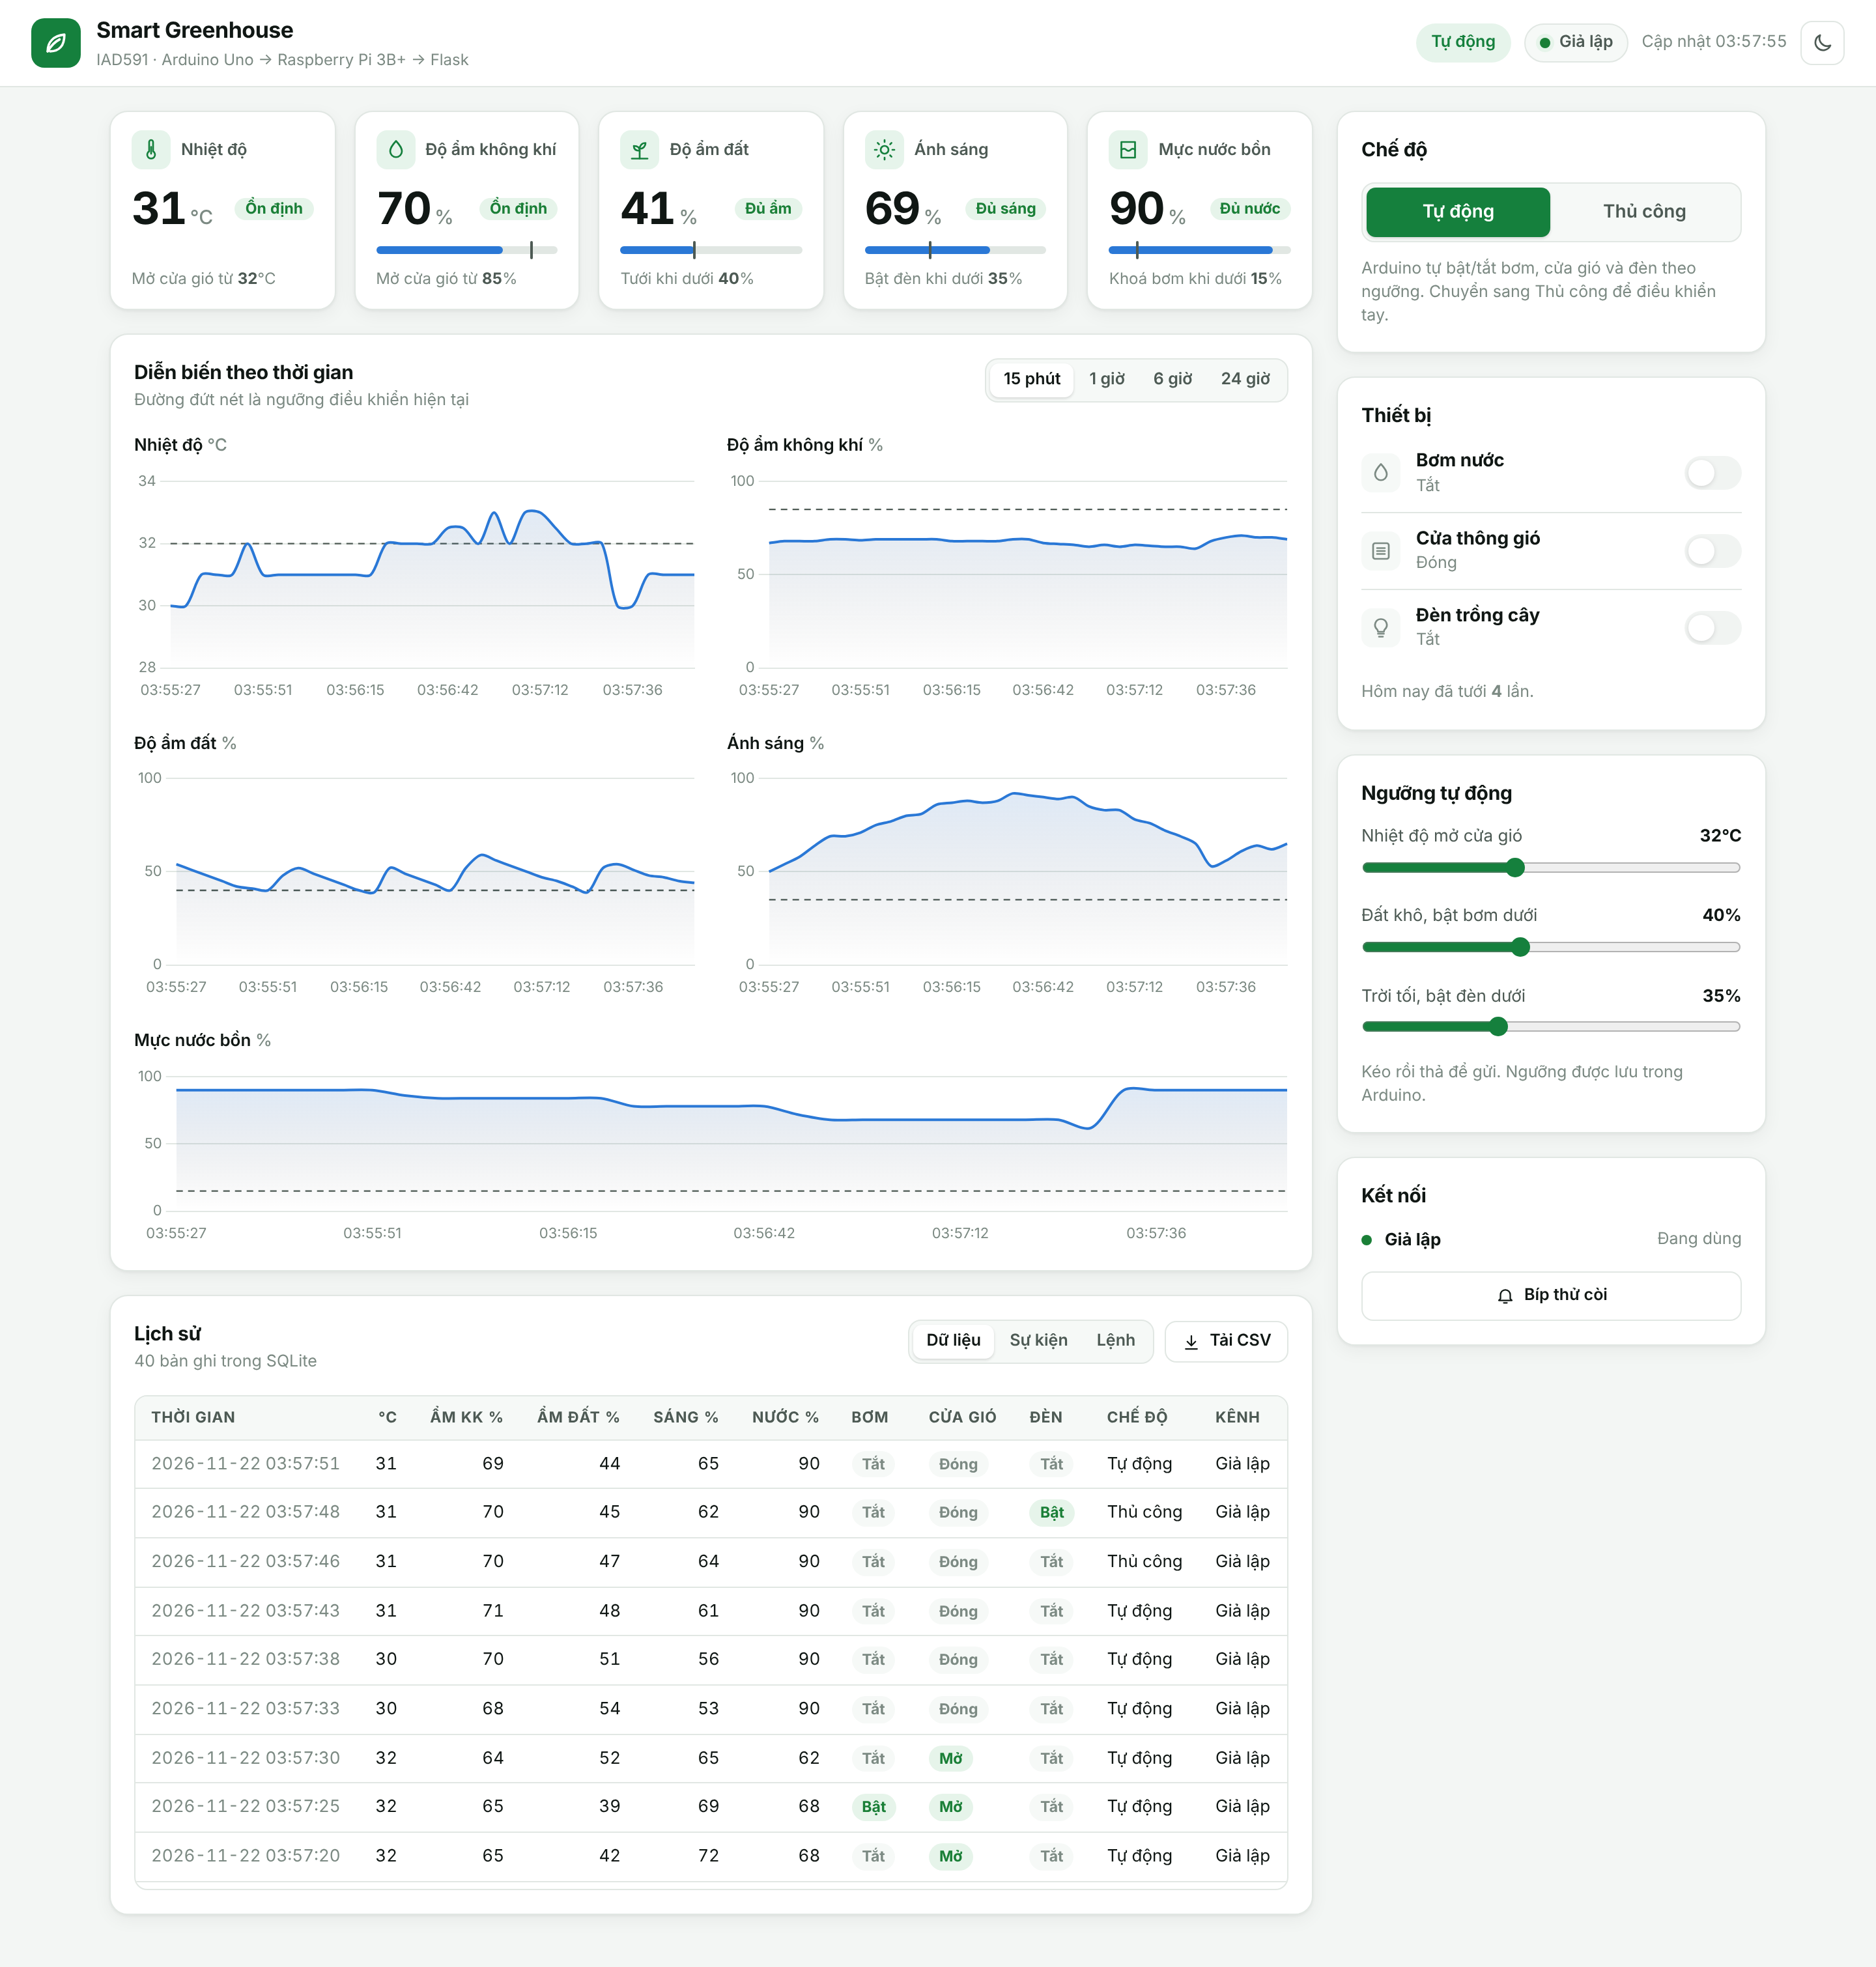 Smart Greenhouse
IAD591 · Arduino Uno → Raspberry Pi 3B+ → Flask
Tự động
Giả lập
Cập nhật 03:57:55
Nhiệt độ
31 °C
Ổn định
Mở cửa gió từ 32°C
Độ ẩm không khí
70 %
Ổn định
Mở cửa gió từ 85%
Độ ẩm đất
41 %
Đủ ẩm
Tưới khi dưới 40%
Ánh sáng
69 %
Đủ sáng
Bật đèn khi dưới 35%
Mực nước bồn
90 %
Đủ nước
Khoá bơm khi dưới 15%
Diễn biến theo thời gian
Đường đứt nét là ngưỡng điều khiển hiện tại
15 phút
1 giờ
6 giờ
24 giờ
Nhiệt độ °C
34
32
30
28
03:55:27 03:55:51 03:56:15 03:56:42 03:57:12 03:57:36
Độ ẩm không khí %
100
50
0
03:55:27 03:55:51 03:56:15 03:56:42 03:57:12 03:57:36
Độ ẩm đất %
100
50
0
03:55:27 03:55:51 03:56:15 03:56:42 03:57:12 03:57:36
Ánh sáng %
100
50
0
03:55:27 03:55:51 03:56:15 03:56:42 03:57:12 03:57:36
Mực nước bồn %
100
50
0
03:55:27 03:55:51 03:56:15 03:56:42 03:57:12 03:57:36
Lịch sử
40 bản ghi trong SQLite
Dữ liệu
Sự kiện
Lệnh
Tải CSV
THỜI GIAN °C ẨM KK % ẨM ĐẤT % SÁNG % NƯỚC % BƠM CỬA GIÓ ĐÈN CHẾ ĐỘ KÊNH
2026-11-22 03:57:51 31 69 44 65 90 Tắt Đóng Tắt Tự động Giả lập
2026-11-22 03:57:48 31 70 45 62 90 Tắt Đóng Bật Thủ công Giả lập
2026-11-22 03:57:46 31 70 47 64 90 Tắt Đóng Tắt Thủ công Giả lập
2026-11-22 03:57:43 31 71 48 61 90 Tắt Đóng Tắt Tự động Giả lập
2026-11-22 03:57:38 30 70 51 56 90 Tắt Đóng Tắt Tự động Giả lập
2026-11-22 03:57:33 30 68 54 53 90 Tắt Đóng Tắt Tự động Giả lập
2026-11-22 03:57:30 32 64 52 65 62 Tắt Mở Tắt Tự động Giả lập
2026-11-22 03:57:25 32 65 39 69 68 Bật Mở Tắt Tự động Giả lập
2026-11-22 03:57:20 32 65 42 72 68 Tắt Mở Tắt Tự động Giả lập
Chế độ
Tự động
Thủ công
Arduino tự bật/tắt bơm, cửa gió và đèn theo
ngưỡng. Chuyển sang Thủ công để điều khiển
tay.
Thiết bị
Bơm nước
Tắt
Cửa thông gió
Đóng
Đèn trồng cây
Tắt
Hôm nay đã tưới 4 lần.
Ngưỡng tự động
Nhiệt độ mở cửa gió 32°C
Đất khô, bật bơm dưới 40%
Trời tối, bật đèn dưới 35%
Kéo rồi thả để gửi. Ngưỡng được lưu trong
Arduino.
Kết nối
Giả lập
Đang dùng
Bíp thử còi